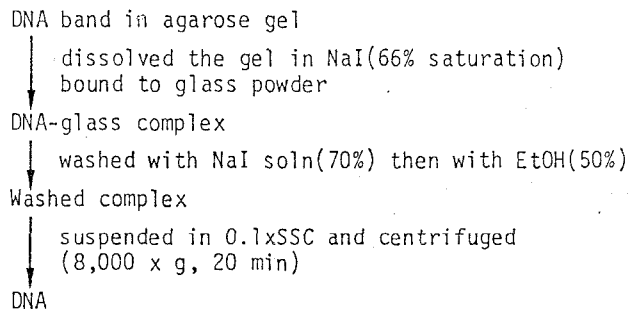 DNA band in agarose gel
dissolved the gel in NaI(66% saturation)
bound to glass powder
DNA-glass complex
washed with NaI soln(70%) then with EtOH(50%)
Washed complex
suspended in 0.1xSSC and centrifuged
(8,000 x g, 20 min)
DNA